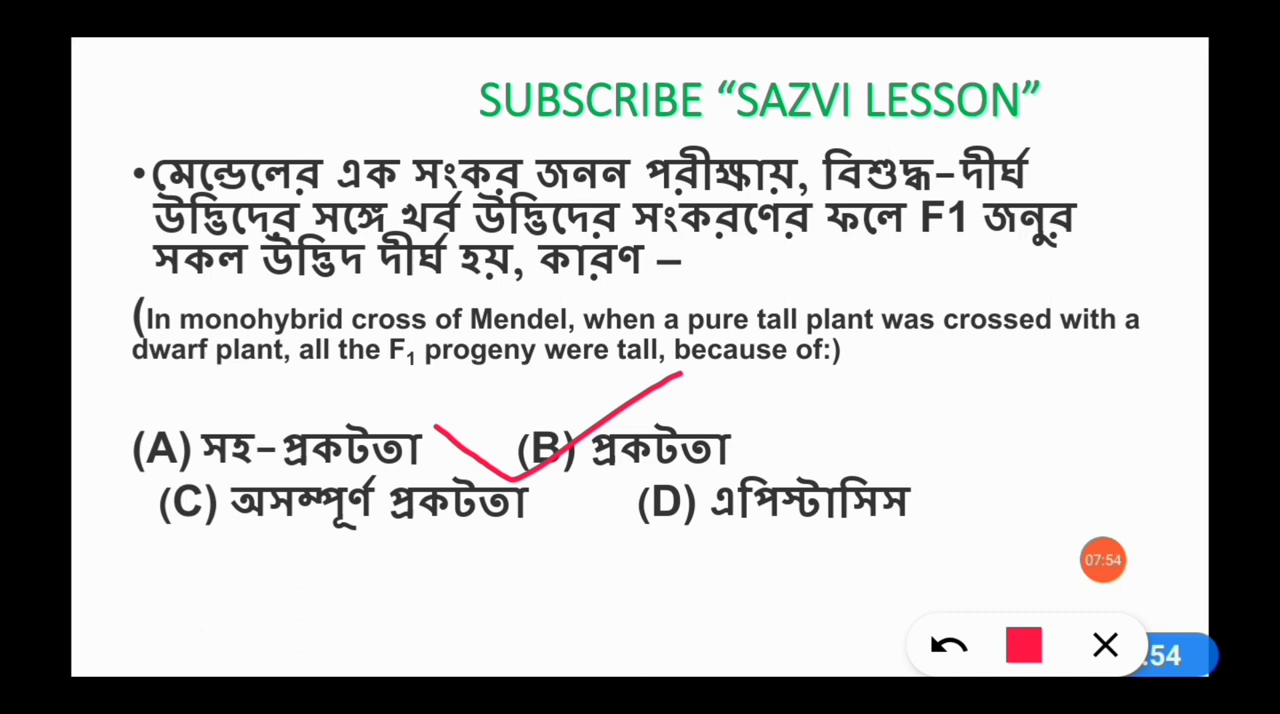 SUBSCRIBE “SAZVI LESSON”
•মেন্ডেলের এক সংকর জনন পরীক্ষায়, বিশুদ্ধ–দীর্ঘ
উদ্ভিদের সঙ্গে খর্ব উদ্ভিদের সংকরণের ফলে F1 জনুর
সকল উদ্ভিদ দীর্ঘ হয়, কারণ –
(In monohybrid cross of Mendel, when a pure tall plant was crossed with a
dwarf plant, all the F₁ progeny were tall, because of:)
(A) সহ–প্রকটতা (B) প্রকটতা
(C) অসম্পূর্ণ প্রকটতা (D) এপিস্টাসিস
07:54
:54